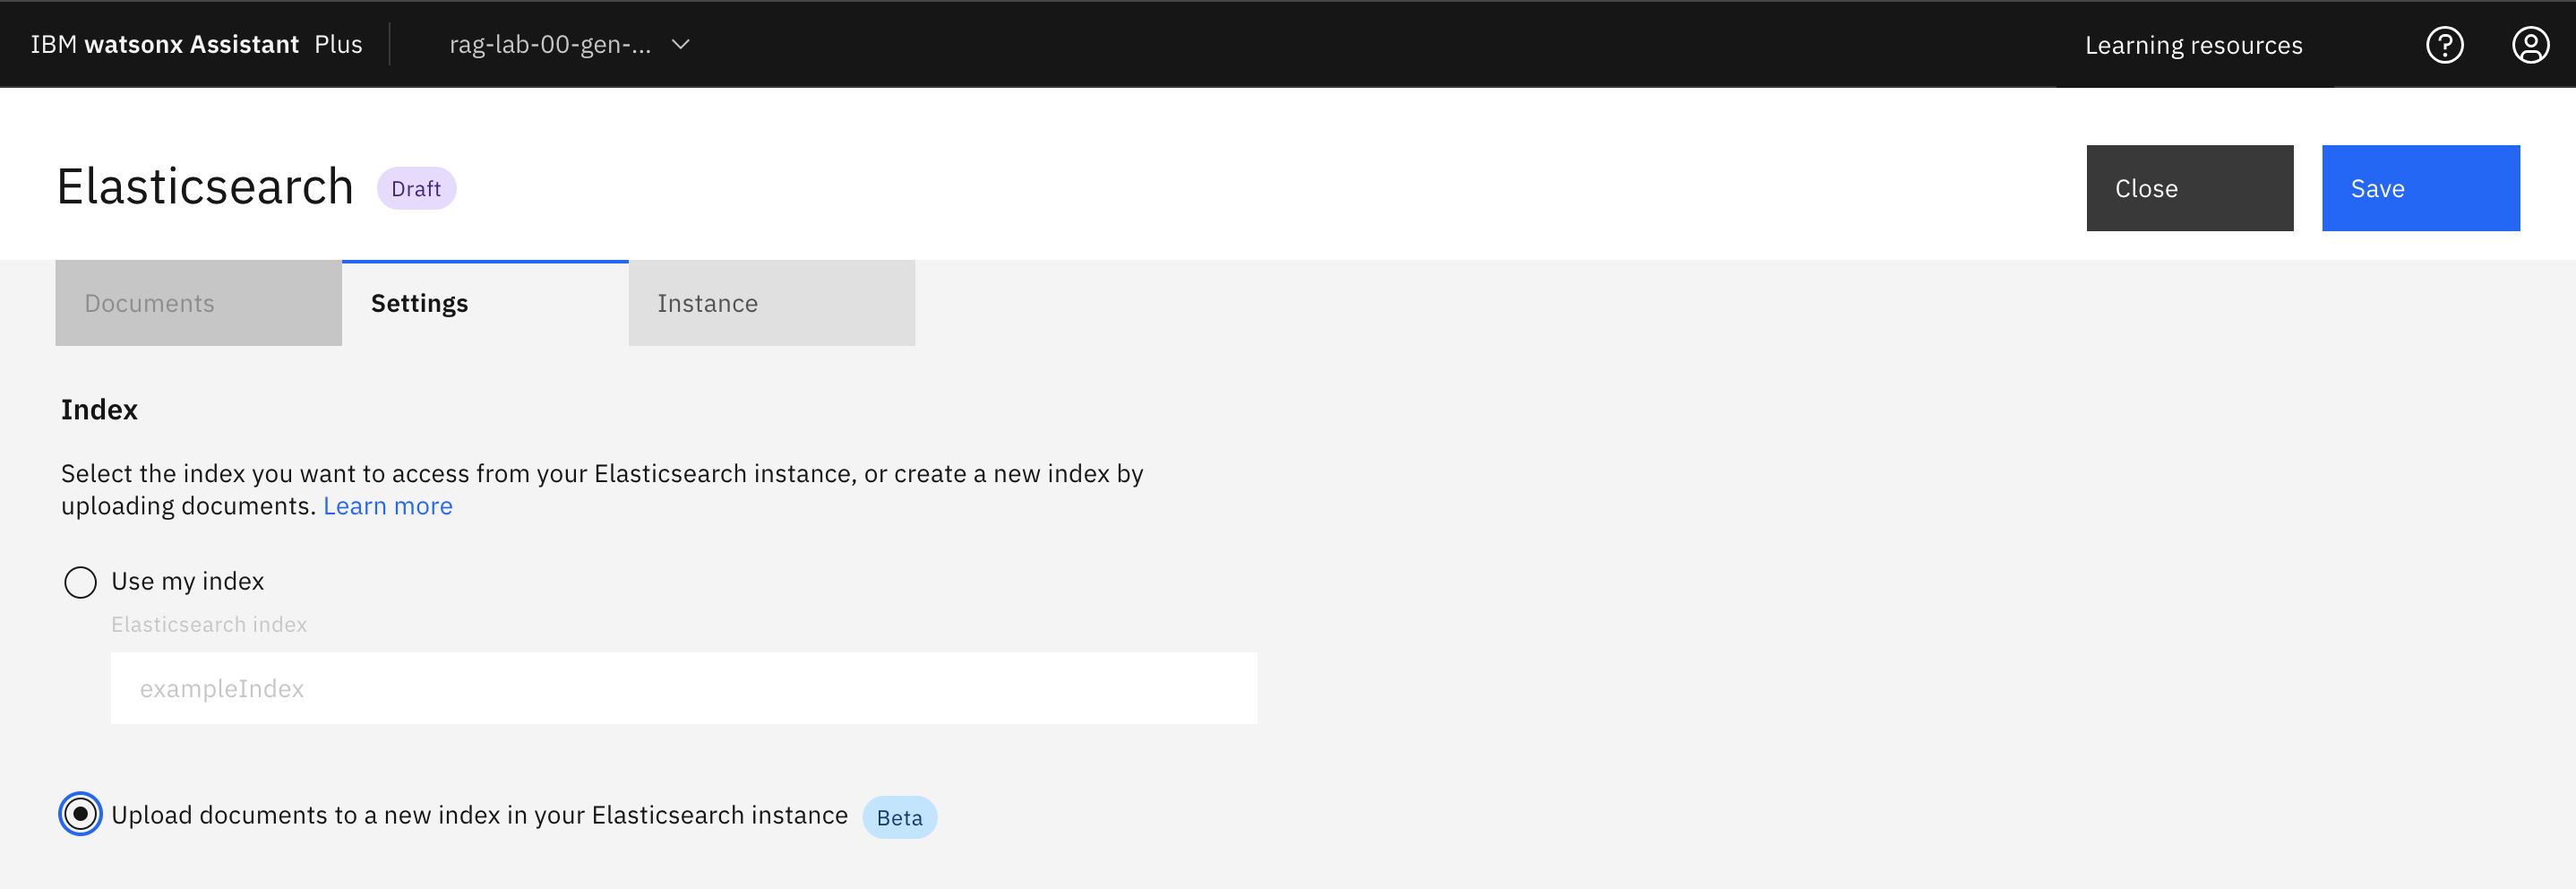 IBM watsonx Assistant Plus
rag-lab-00-gen-...
Learning resources
Elasticsearch
Draft
Close
Save
Documents
Settings
Instance
Index
Select the index you want to access from your Elasticsearch instance, or create a new index by
uploading documents. Learn more
Use my index
Elasticsearch index
exampleIndex
Upload documents to a new index in your Elasticsearch instance
Beta